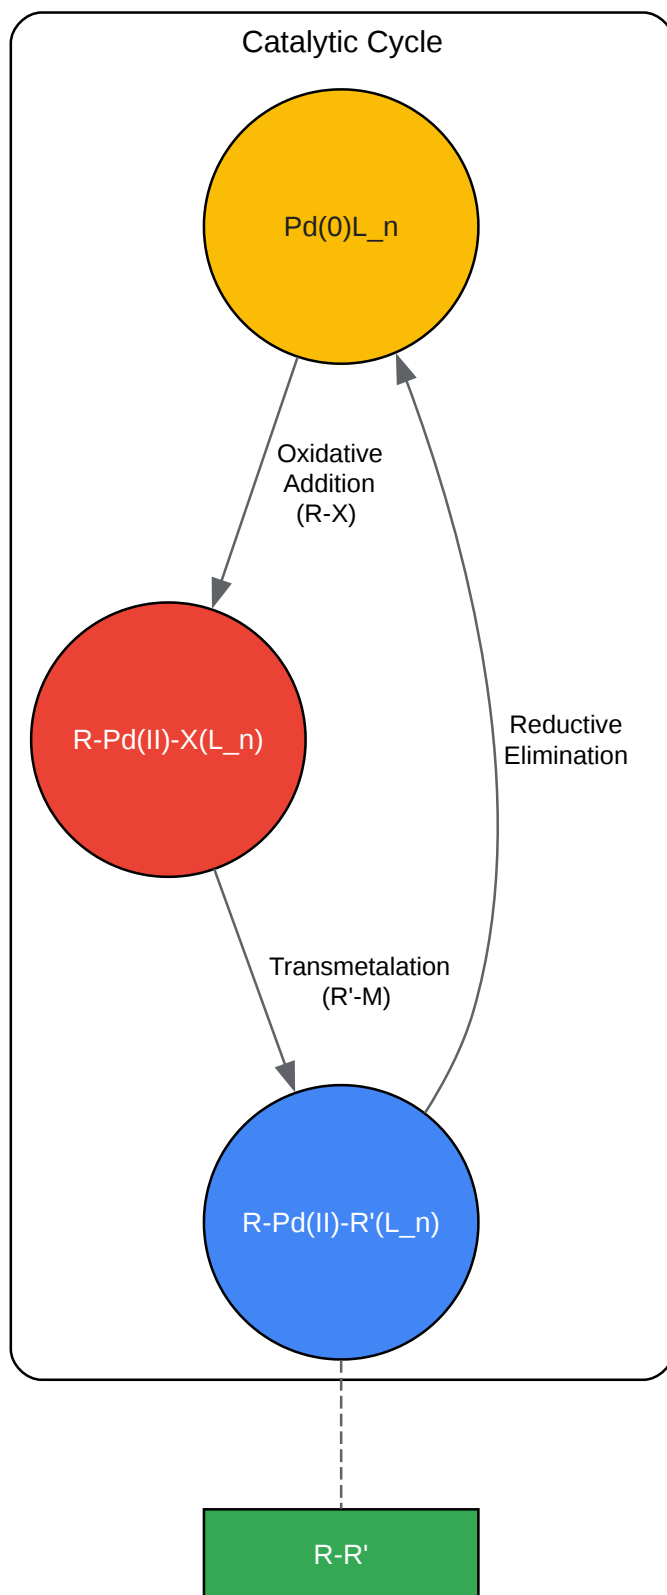 Catalytic Cycle
Pd(0)L_n
Oxidative
Addition
(R-X)
R-Pd(II)-X(L_n)
Reductive
Elimination
Transmetalation
(R'-M)
R-Pd(II)-R'(L_n)
R-R'